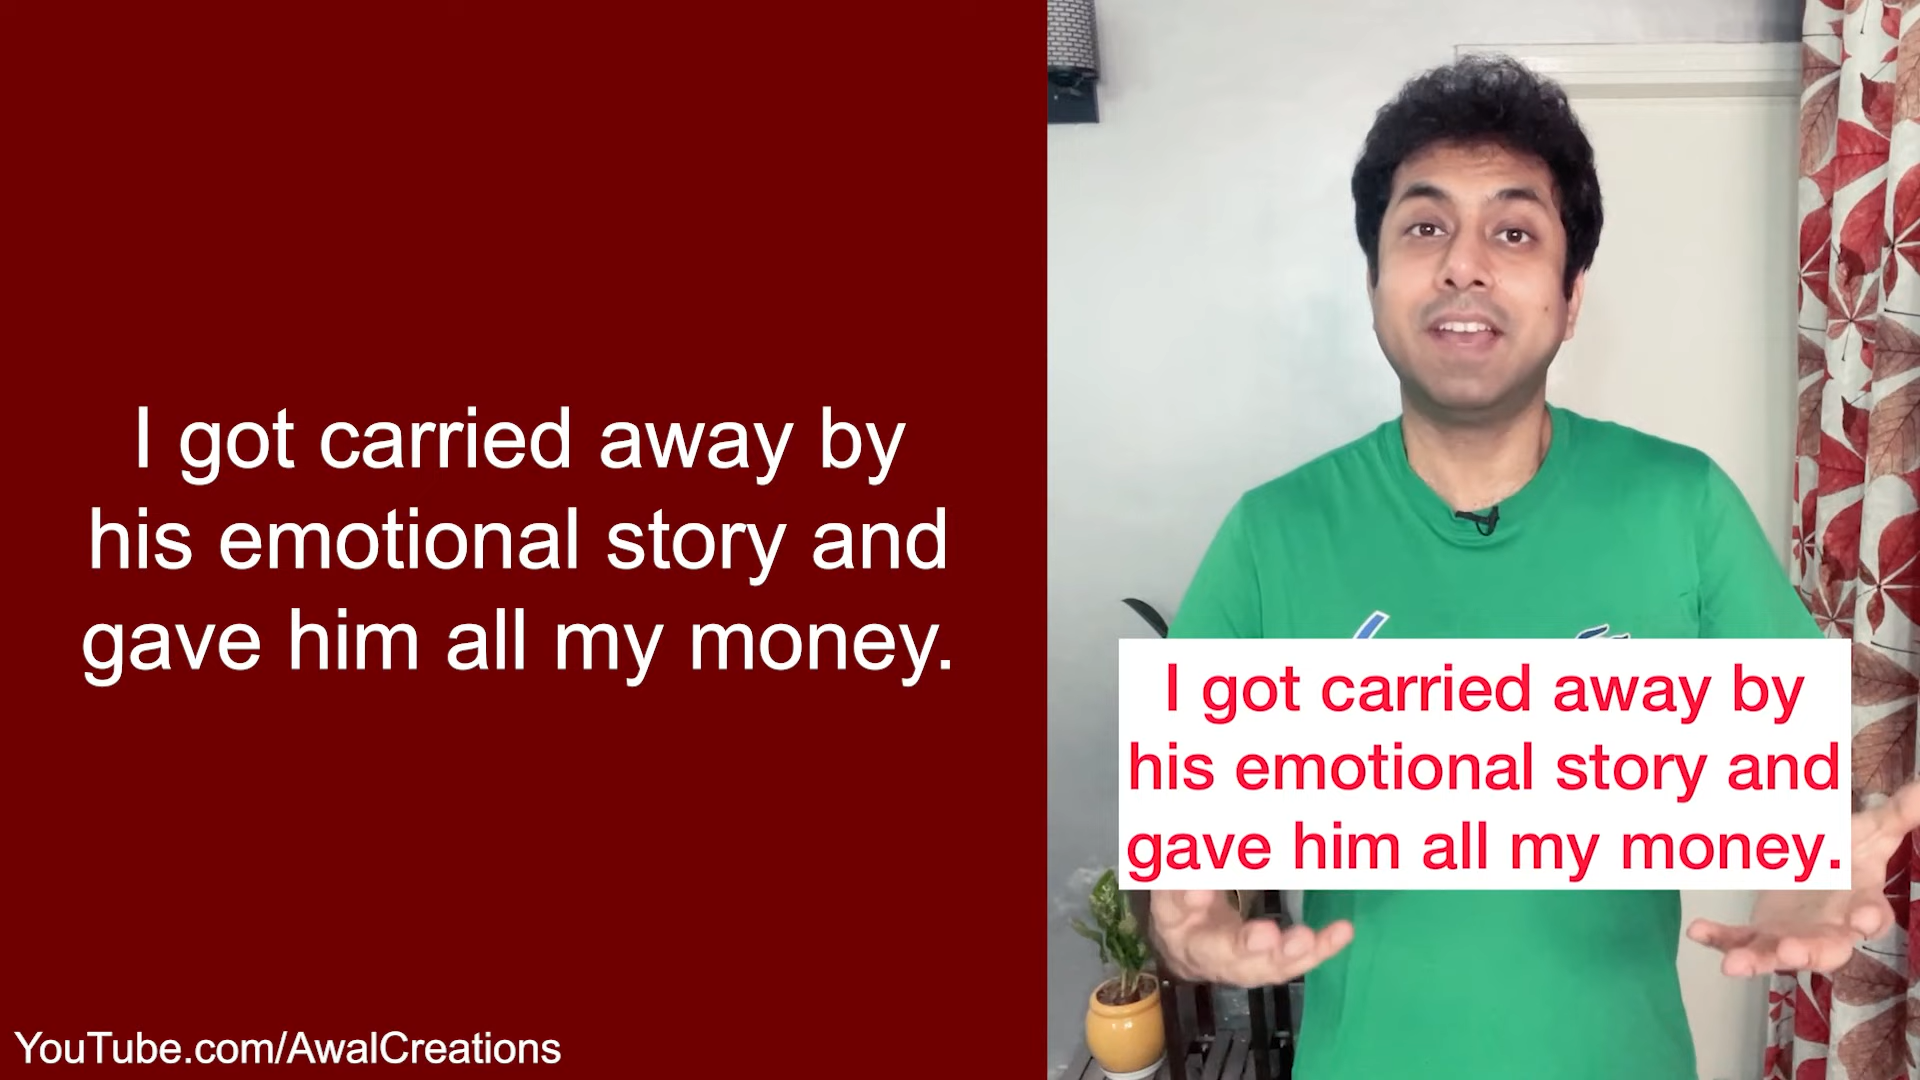 I got carried away by
his emotional story and
gave him all my money.
YouTube.com/AwalCreations
I got carried away by
his emotional story and
gave him all my money.